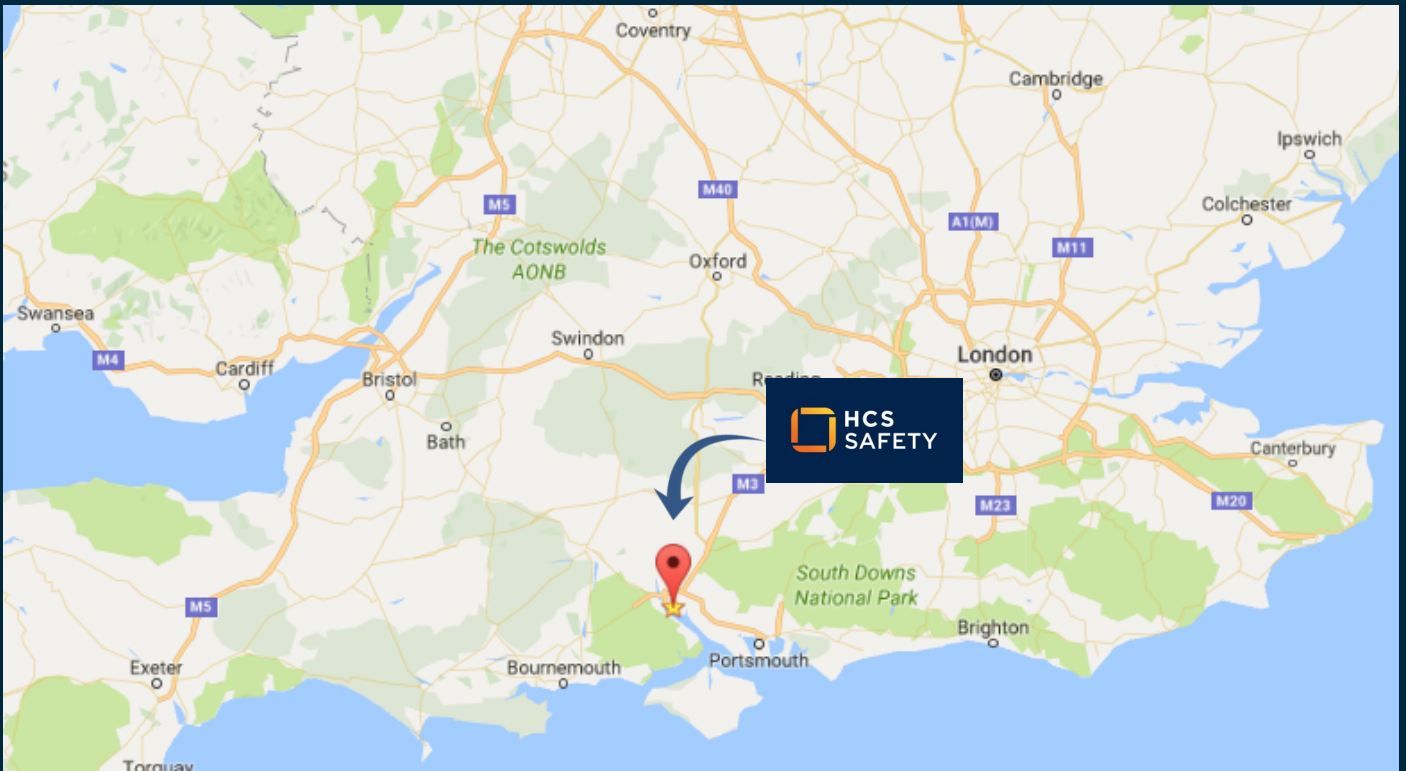 Coventry
Cambridge
Ipswich
M40
M5
Colchester
A1(M)
The Cotswolds
AONB
M11
Oxford
Swansea
Swindon
London
M4
Cardiff
Bristol
Reading
HCS
SAFETY
Bath
Canterbury
M3
M20
M23
South Downs
National Park
M5
Brighton
Exeter
Bournemouth
Portsmouth
Torquay